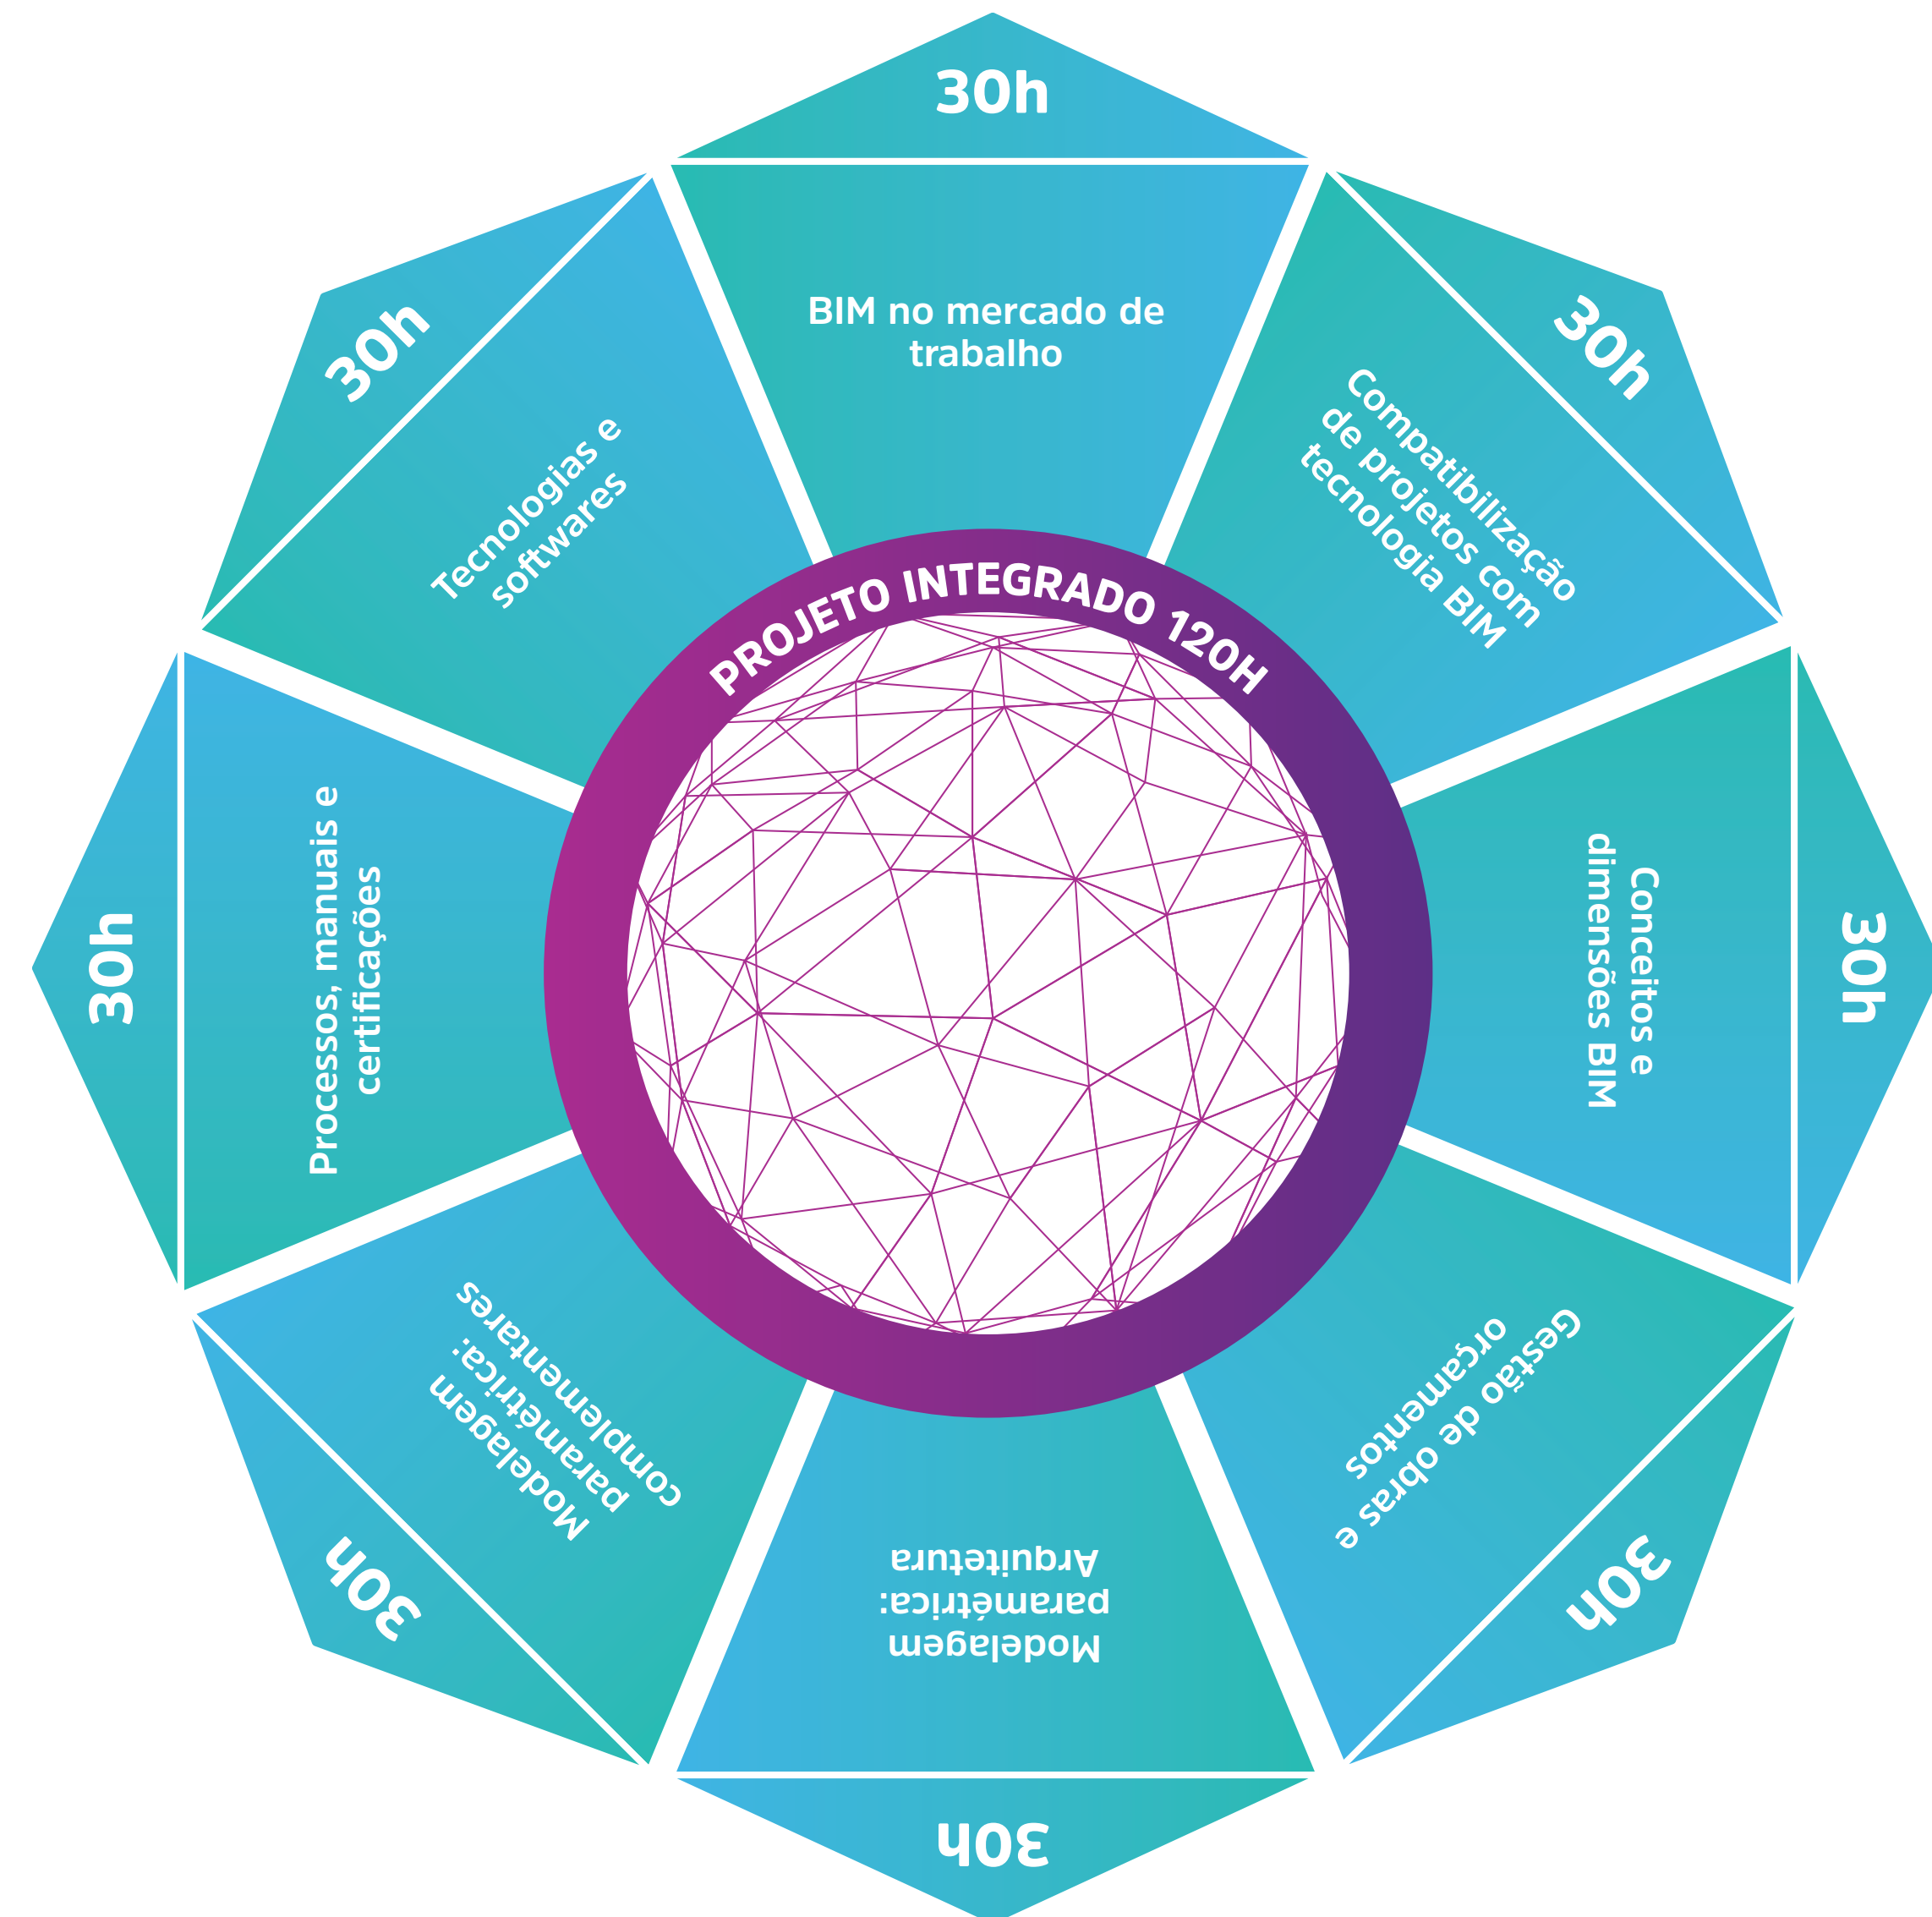 30h
BIM no mercado de
trabalho
30h
Compatibilização
de projetos com
tecnologia BIM
30h
Conceitos e
dimensões BIM
30h
Gestão de obras e
orçamentos
30h
Modelagem
paramétrica:
Arquitetura
30h
Modelagem
paramétrica:
complementares
30h
Processos, manuais e
certificações
30h
Tecnologias e
softwares
PROJETO INTEGRADO 120H